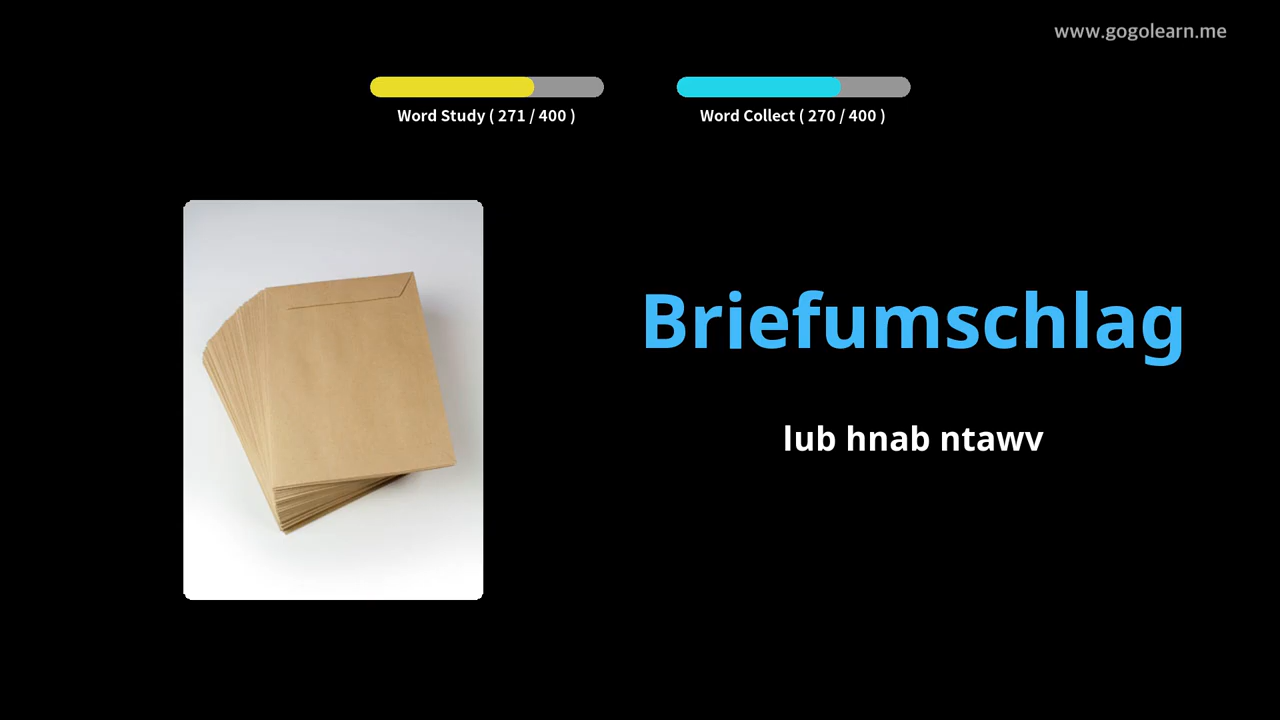 www.gogolearn.me
Word Study ( 271 / 400 )
Word Collect ( 270 / 400 )
Briefumschlag
lub hnab ntawv